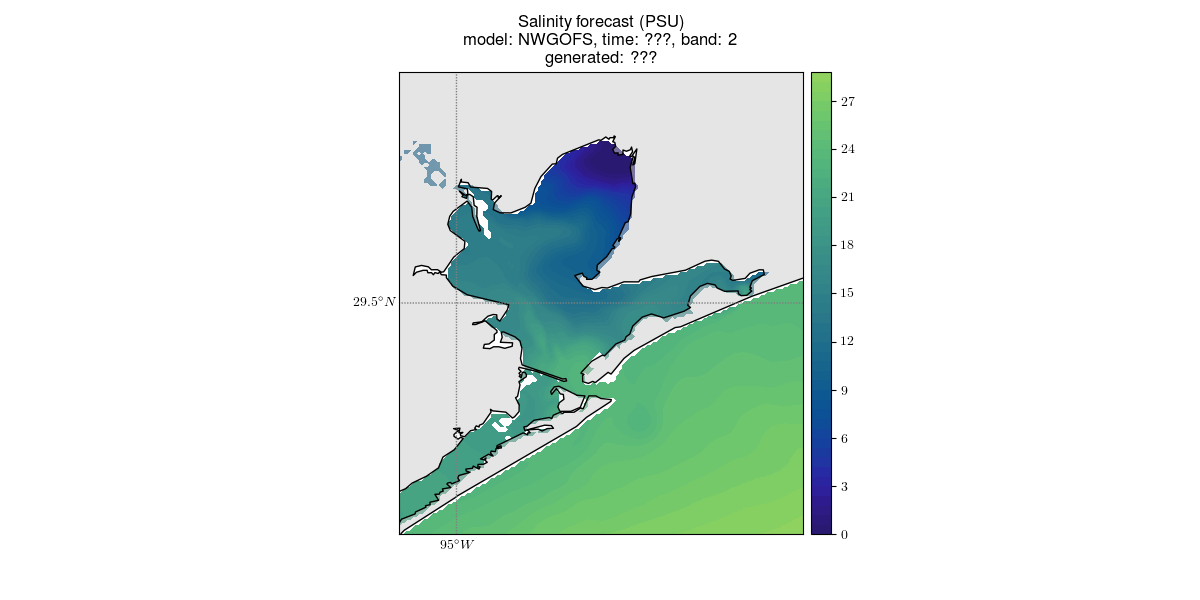 Salinity forecast (PSU)
model: NWGOFS, time: ???, band: 2
generated: ???
27
24
21
18
15
12
9
6
3
0
29.5°N
95°W